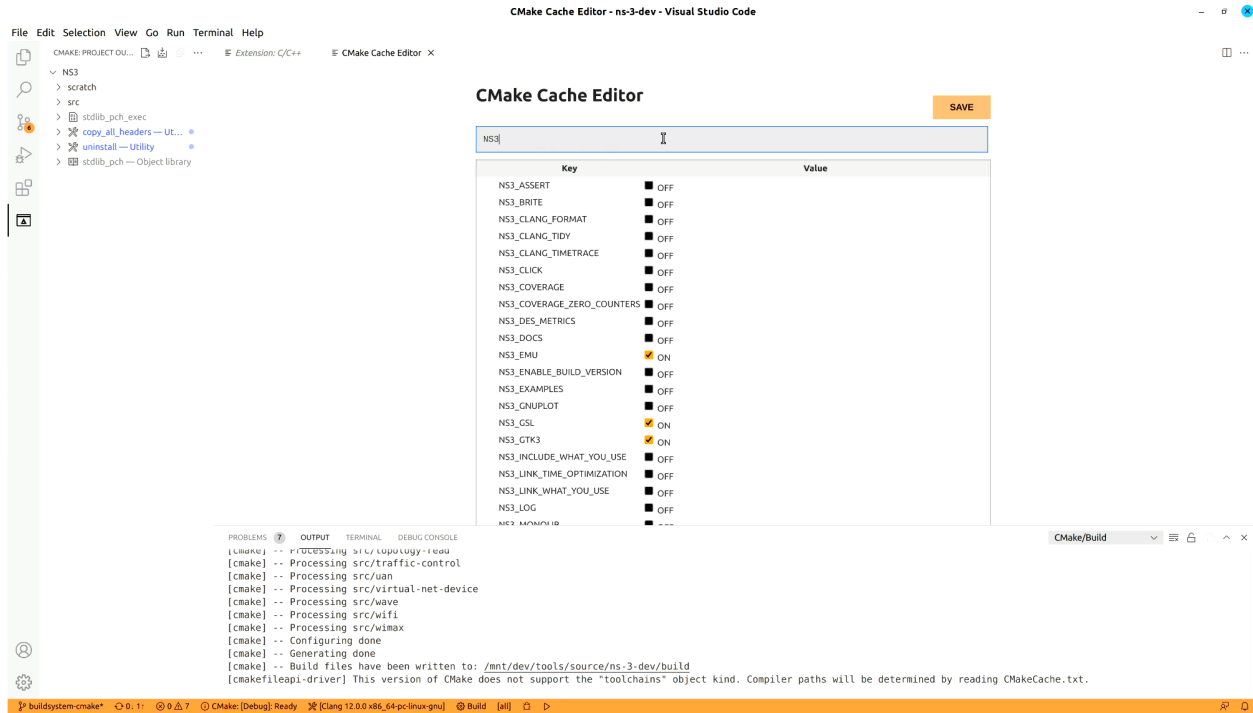 CMake Cache Editor - ns-3-dev - Visual Studio Code
File Edit Selection View Go Run Terminal Help
CMAKE: PROJECT OU... Extension: C/C++ CMake Cache Editor
NS3
scratch
src
stdlib_pch_exec
copy_all_headers — Ut...
uninstall — Utility
stdlib_pch — Object library
6
CMake Cache Editor
SAVE
NS3
Key Value
NS3_ASSERT OFF
NS3_BRITE OFF
NS3_CLANG_FORMAT OFF
NS3_CLANG_TIDY OFF
NS3_CLANG_TIMETRACE OFF
NS3_CLICK OFF
NS3_COVERAGE OFF
NS3_COVERAGE_ZERO_COUNTERS OFF
NS3_DES_METRICS OFF
NS3_DOCS OFF
NS3_EMU ON
NS3_ENABLE_BUILD_VERSION OFF
NS3_EXAMPLES OFF
NS3_GNUPLOT OFF
NS3_GSL ON
NS3_GTK3 ON
NS3_INCLUDE_WHAT_YOU_USE OFF
NS3_LINK_TIME_OPTIMIZATION OFF
NS3_LINK_WHAT_YOU_USE OFF
NS3_LOG OFF
NS3_MONOLIB OFF
PROBLEMS 7 OUTPUT TERMINAL DEBUG CONSOLE CMake/Build
[cmake] -- Processing src/topology-read
[cmake] -- Processing src/traffic-control
[cmake] -- Processing src/uan
[cmake] -- Processing src/virtual-net-device
[cmake] -- Processing src/wave
[cmake] -- Processing src/wifi
[cmake] -- Processing src/wimax
[cmake] -- Configuring done
[cmake] -- Generating done
[cmake] -- Build files have been written to: /mnt/dev/tools/source/ns-3-dev/build
[cmakefileapi-driver] This version of CMake does not support the "toolchains" object kind. Compiler paths will be determined by reading CMakeCache.txt.
buildsystem-cmake* 0↓ 1↑ 0 7 CMake: [Debug]: Ready [Clang 12.0.0 x86_64-pc-linux-gnu] Build [all]